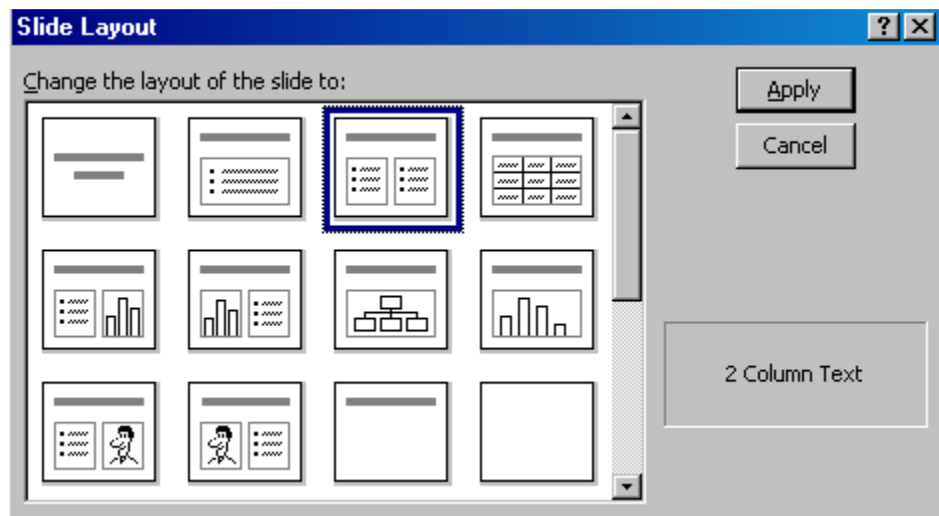 Slide Layout
Change the layout of the slide to:
Apply
Cancel
2 Column Text